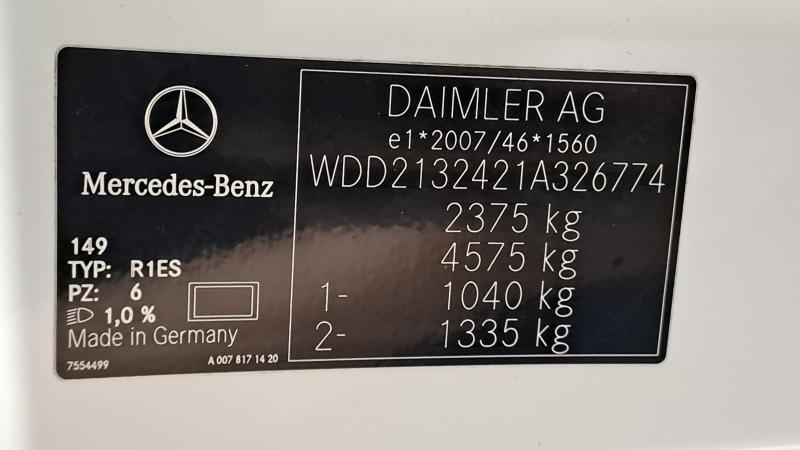 Mercedes-Benz
149
TYP: R1ES
PZ: 6
1,0 %
Made in Germany
7554499
A 007 817 14 20
DAIMLER AG
e1*2007/46*1560
WDD2132421A326774
2375 kg
4575 kg
1- 1040 kg
2- 1335 kg